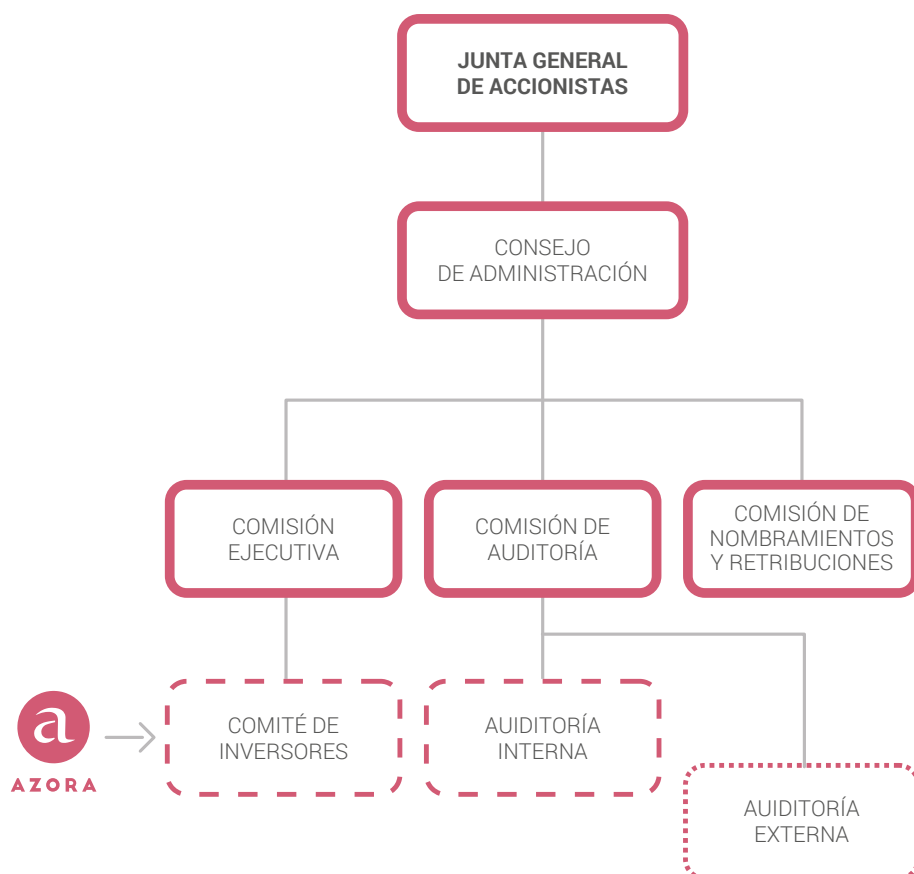 JUNTA GENERAL
DE ACCIONISTAS
CONSEJO
DE ADMINISTRACIÓN
COMISIÓN
EJECUTIVA
COMISIÓN DE
AUDITORÍA
COMISIÓN DE
NOMBRAMIENTOS
Y RETRIBUCIONES
a
AZORA
COMITÉ DE
INVERSORES
AUIDITORÍA
INTERNA
AUIDITORÍA
EXTERNA